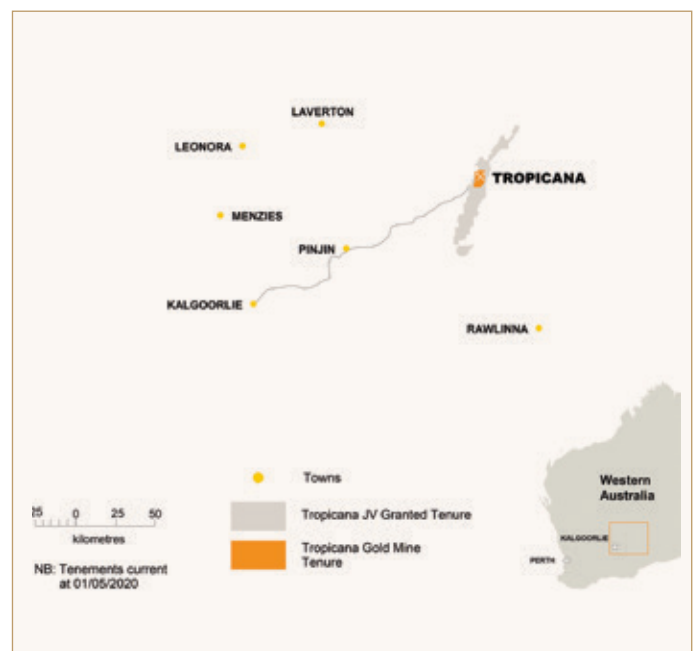 LAVERTON
LEONORA
TROPICANA
MENZIES
PINJIN
KALGOORLIE
RAWLINNA
Towns
Tropicana JV Granted Tenure
Tropicana Gold Mine
Tenure
25 0 25 50
kilometres
NB: Tenements current
at 01/05/2020
Western
Australia
KALGOORLIE
PERTH